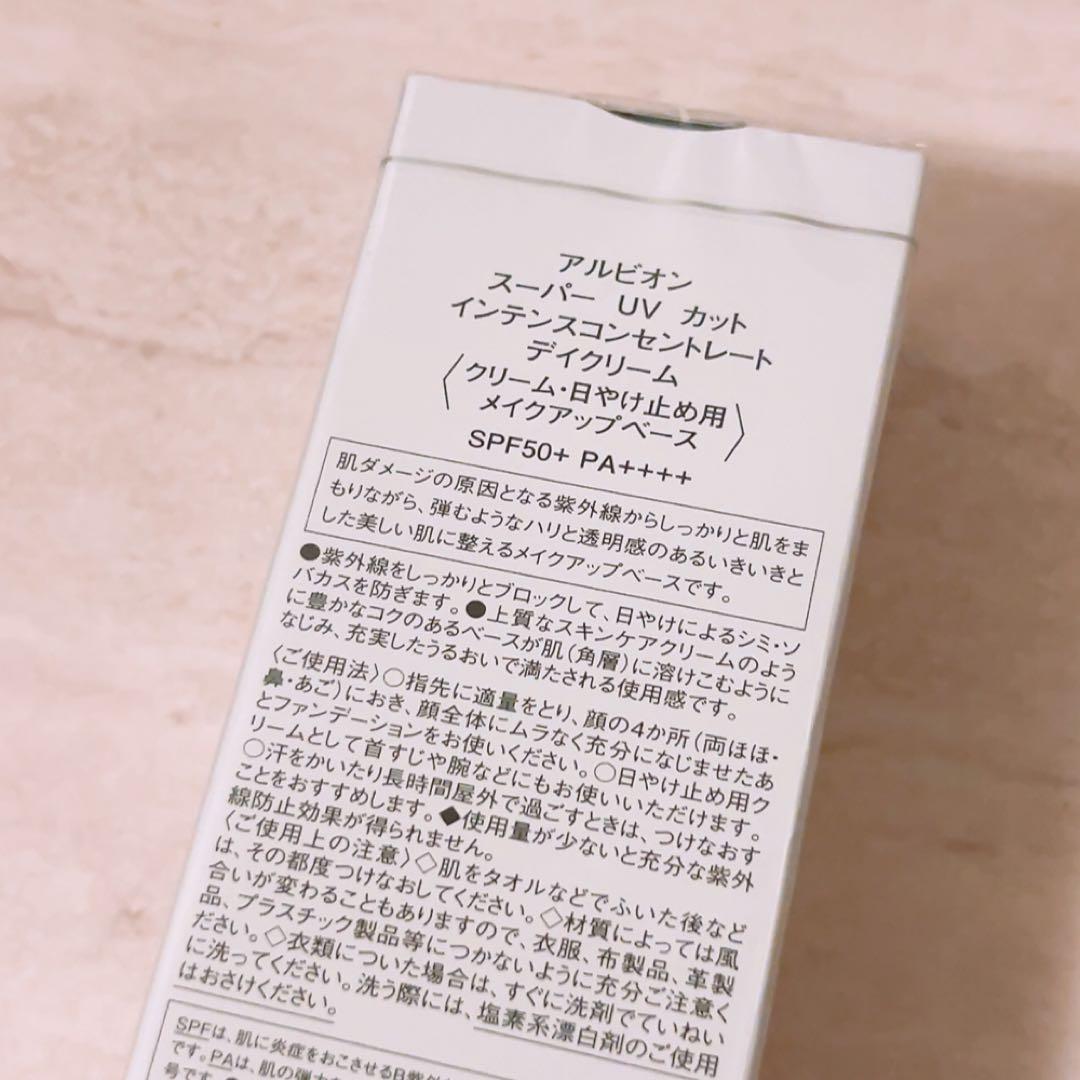 アルビオン
スーパー UV カット
インテンスコンセントレート
デイクリーム
〈クリーム・日やけ止め用
メイクアップベース〉
SPF50+ PA++++
肌ダメージの原因となる紫外線からしっかりと肌をま
もりながら、弾むようなハリと透明感のあるいきいきと
した美しい肌に整えるメイクアップベースです。
●紫外線をしっかりとブロックして、日やけによるシミ・ソ
バカスを防ぎます。●上質なスキンケアクリームのよう
に豊かなコクのあるベースが肌(角層)に溶けこむように
なじみ、充実したうるおいで満たされる使用感です。
〈ご使用法〉○指先に適量をとり、顔の4か所(両ほほ・
鼻・あご)におき、顔全体にムラなく充分になじませたあ
とファンデーションをお使いください。○日やけ止め用ク
リームとして首すじや腕などにもお使いいただけます。
○汗をかいたり長時間屋外で過ごすときは、つけなおす
ことをおすすめします。◆使用量が少ないと充分な紫外
線防止効果が得られません。
〈ご使用上の注意〉◇肌をタオルなどでふいた後など
は、その都度つけなおしてください。◇材質によっては風
合いが変わることもありますので、衣服、布製品、革製
品、プラスチック製品等につかないように充分ご注意く
ださい。◇衣類についた場合は、すぐに洗剤でていねい
に洗ってください。洗う際には、塩素系漂白剤のご使用
はおさけください。
SPFは、肌に炎症をおこさせるB紫外
です。PAは、肌の弾力
号です。